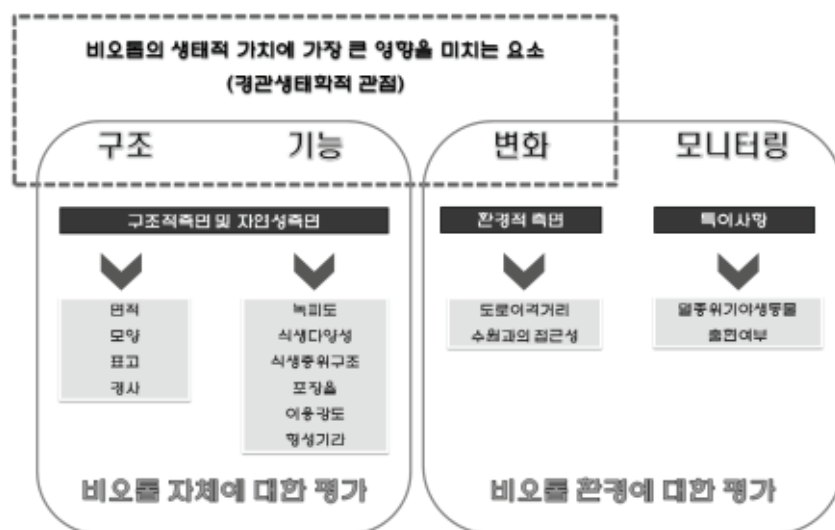 비오톱의 생태적 가치에 가장 큰 영향을 미치는 요소
(경관생태학적 관점)
구조
기능
변화
모니터링
구조적측면 및 자연성측면
환경적 측면
특이사항
면적
모양
표고
경사
녹피도
식생다양성
식생층위구조
포장율
이용강도
형성기간
도로이격거리
수원과의 접근성
멸종위기야생동물
출현여부
비오톱 자체에 대한 평가
비오톱 환경에 대한 평가